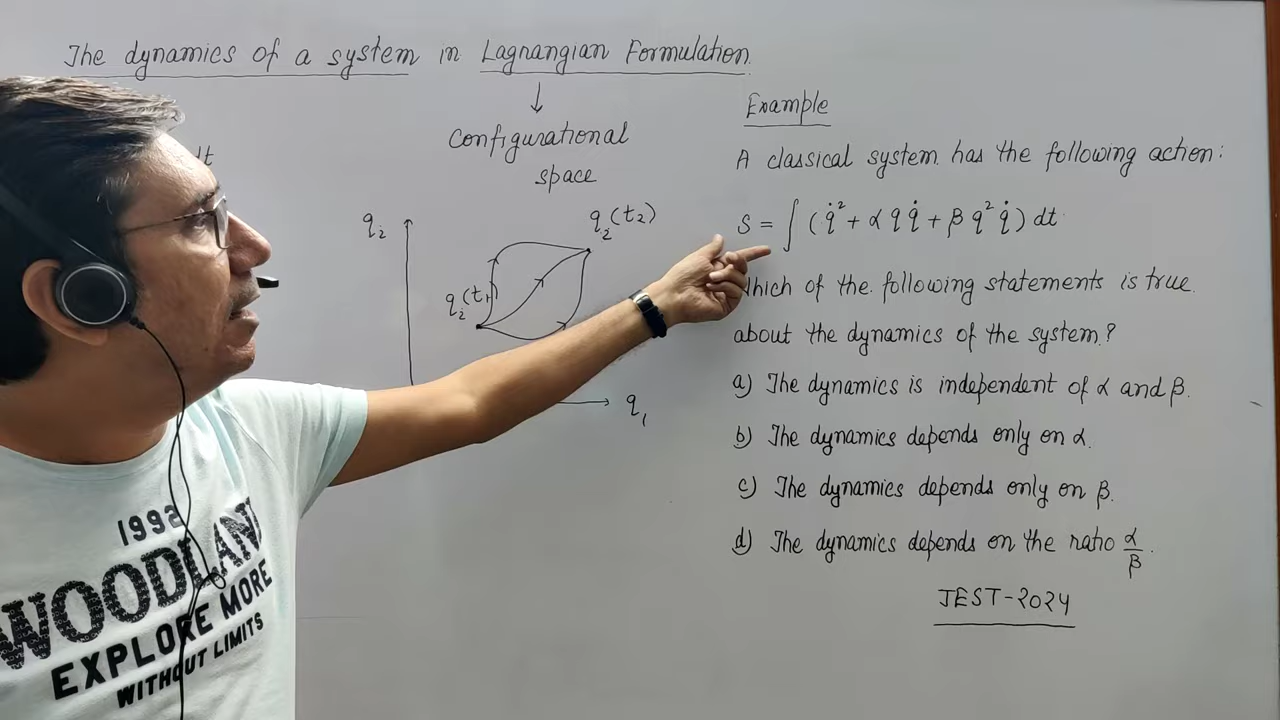 The dynamics of a system in Lagrangian Formulation.
Configurational
space
dt
q₂
q₂(t₂)
q₂(t₁)
q₁
Example
A classical system has the following action:
S = ∫ (q̇² + α q q̇ + β q² q̇) dt
Which of the following statements is true
about the dynamics of the system?
a) The dynamics is independent of α and β.
b) The dynamics depends only on α.
c) The dynamics depends only on β.
d) The dynamics depends on the ratio α/β.
JEST-2024
1992
WOODLAND
EXPLORE MORE
WITHOUT LIMITS